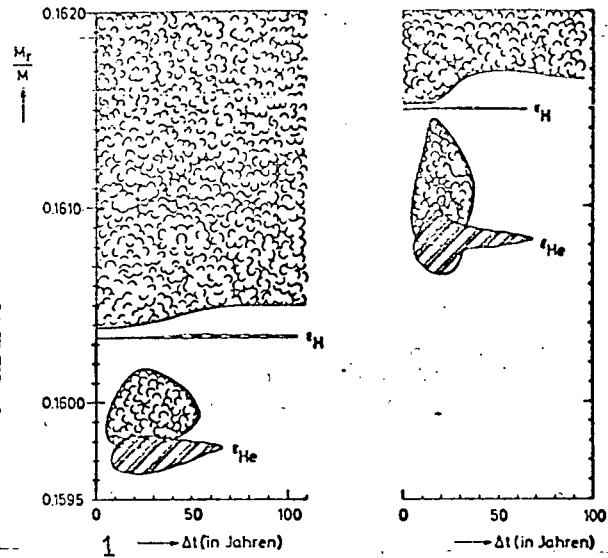 0.1620
M_r
M
ε_H
0.1610
ε_He
ε_H
0.1600
ε_He
0.1595
0 50 100
0 50 100
1 Δt (in Jahren)
Δt (in Jahren)